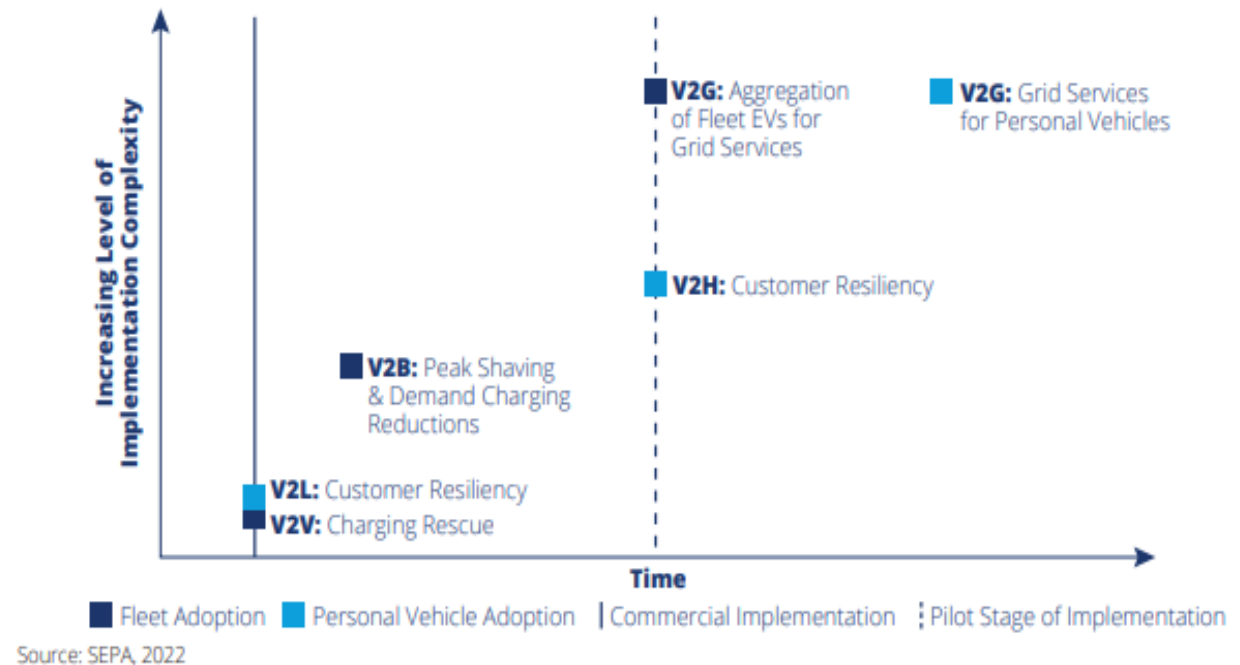 Increasing Level of
Implementation Complexity
V2G: Aggregation
of Fleet EVs for
Grid Services
V2G: Grid Services
for Personal Vehicles
V2H: Customer Resiliency
V2B: Peak Shaving
& Demand Charging
Reductions
V2L: Customer Resiliency
V2V: Charging Rescue
Time
Fleet Adoption
Personal Vehicle Adoption
Commercial Implementation
Pilot Stage of Implementation
Source: SEPA, 2022